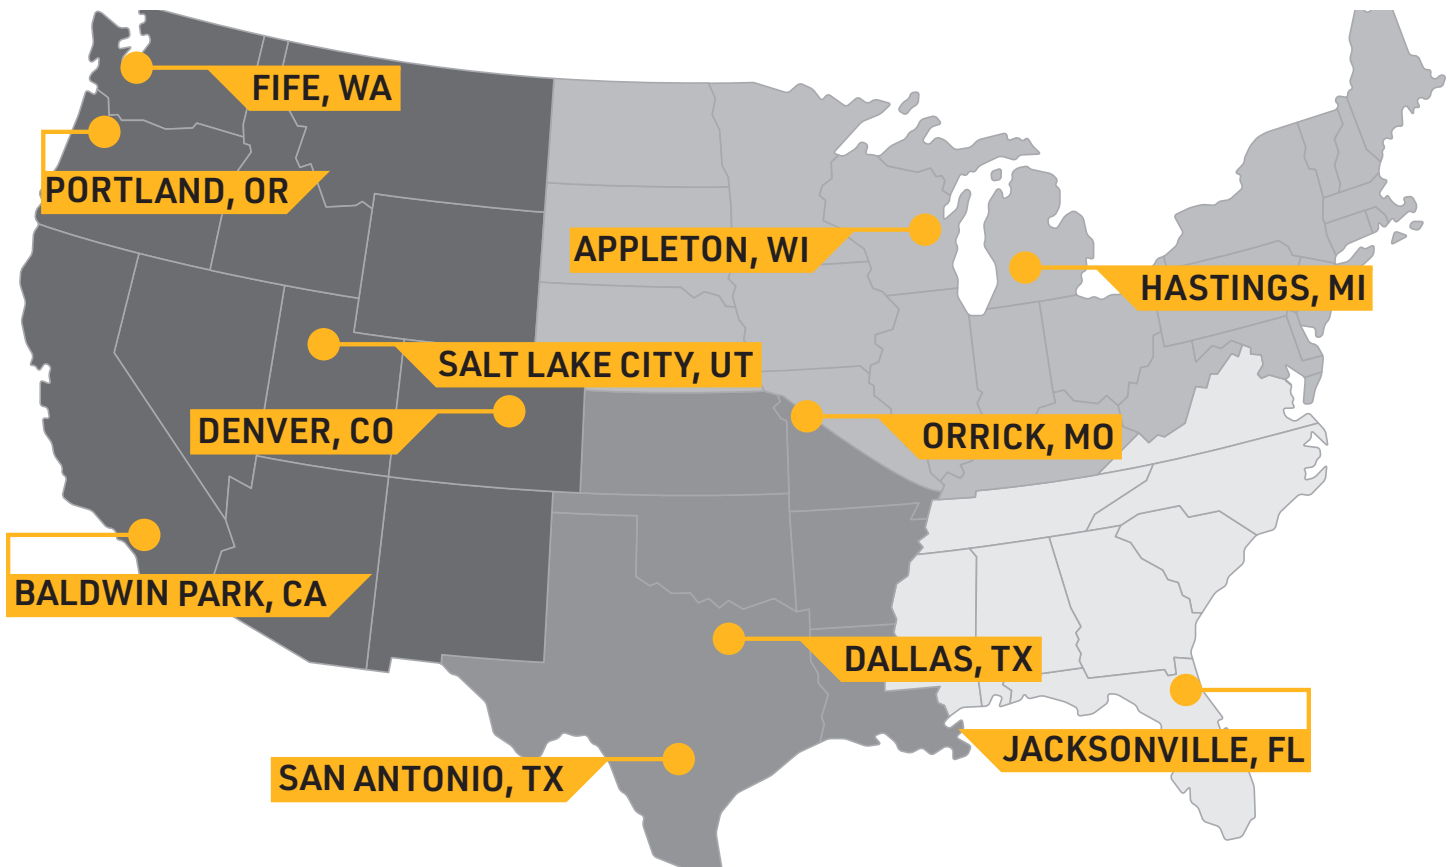 FIFE, WA
PORTLAND, OR
APPLETON, WI
HASTINGS, MI
SALT LAKE CITY, UT
DENVER, CO
ORRICK, MO
BALDWIN PARK, CA
DALLAS, TX
JACKSONVILLE, FL
SAN ANTONIO, TX